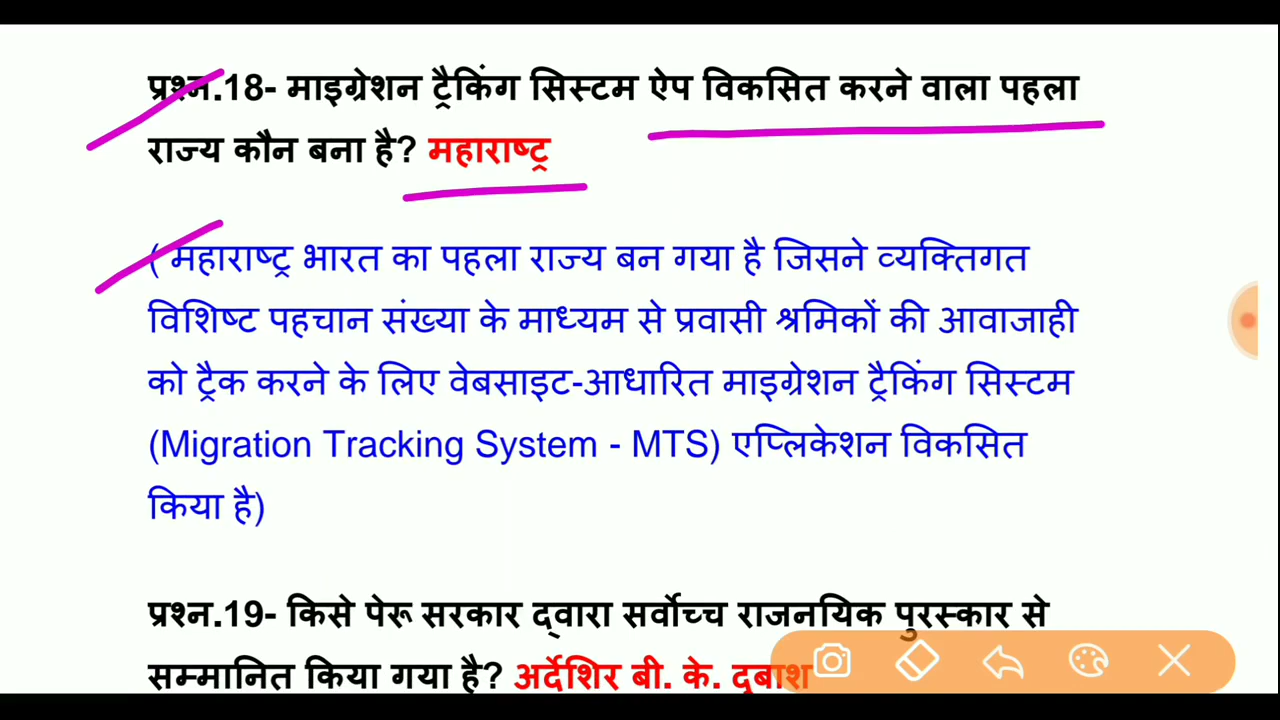 प्रश्न.18- माइग्रेशन ट्रैकिंग सिस्टम ऐप विकसित करने वाला पहला
राज्य कौन बना है? महाराष्ट्र
( महाराष्ट्र भारत का पहला राज्य बन गया है जिसने व्यक्तिगत
विशिष्ट पहचान संख्या के माध्यम से प्रवासी श्रमिकों की आवाजाही
को ट्रैक करने के लिए वेबसाइट-आधारित माइग्रेशन ट्रैकिंग सिस्टम
(Migration Tracking System - MTS) एप्लिकेशन विकसित
किया है)
प्रश्न.19- किसे पेरू सरकार द्वारा सर्वोच्च राजनयिक पुरस्कार से
सम्मानित किया गया है? अर्देशिर बी. के. दुबाश